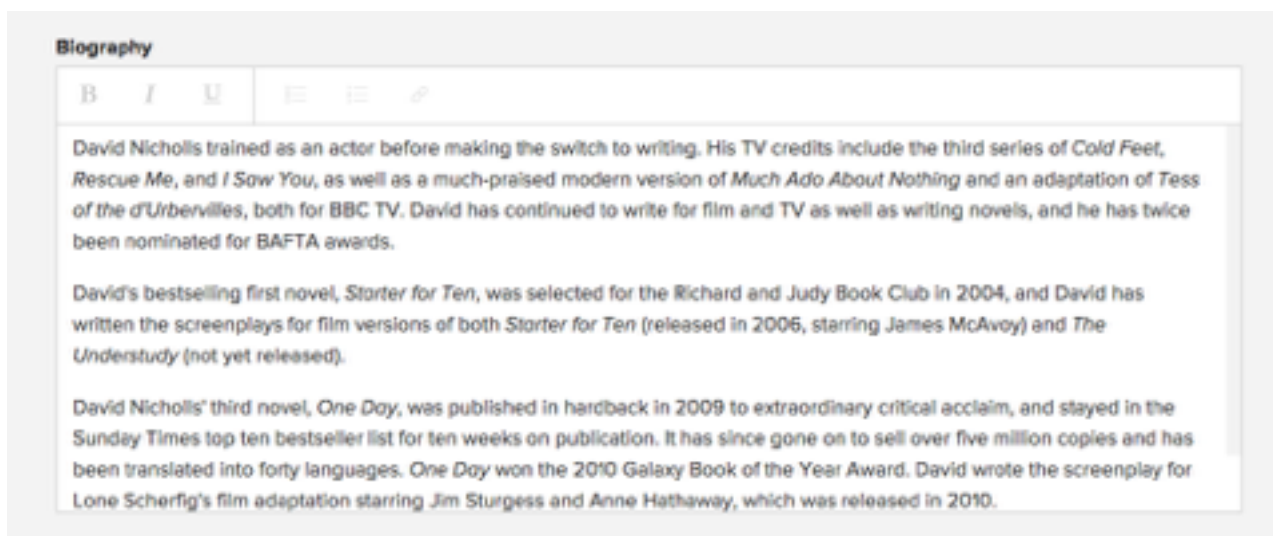 Biography
B I U
David Nicholls trained as an actor before making the switch to writing. His TV credits include the third series of Cold Feet,
Rescue Me, and I Saw You, as well as a much-praised modern version of Much Ado About Nothing and an adaptation of Tess
of the d'Urbervilles, both for BBC TV. David has continued to write for film and TV as well as writing novels, and he has twice
been nominated for BAFTA awards.
David's bestselling first novel, Starter for Ten, was selected for the Richard and Judy Book Club in 2004, and David has
written the screenplays for film versions of both Starter for Ten (released in 2006, starring James McAvoy) and The
Understudy (not yet released).
David Nicholls' third novel, One Day, was published in hardback in 2009 to extraordinary critical acclaim, and stayed in the
Sunday Times top ten bestseller list for ten weeks on publication. It has since gone on to sell over five million copies and has
been translated into forty languages. One Day won the 2010 Galaxy Book of the Year Award. David wrote the screenplay for
Lone Scherfig's film adaptation starring Jim Sturgess and Anne Hathaway, which was released in 2010.